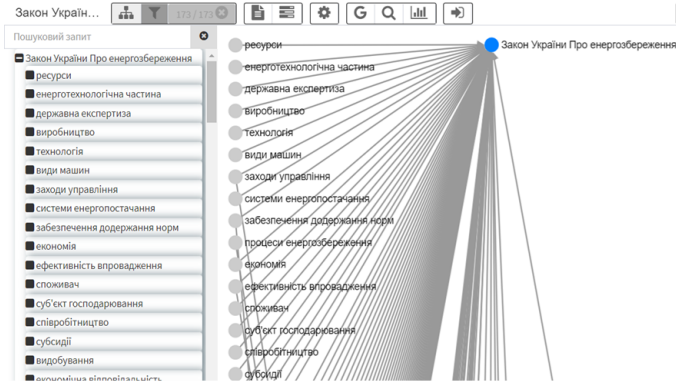 Закон Україн...
173 / 173
G
Пошуковий запит
Закон України Про енергозбереження
ресурси
енерготехнологічна частина
державна експертиза
виробництво
технологія
види машин
заходи управління
системи енергопостачання
забезпечення додержання норм
економія
ефективність впровадження
споживач
суб'єкт господарювання
співробітництво
субсидії
видобування
економічна відповідальність
Закон України Про енергозбереження
ресурси
енерготехнологічна частина
державна експертиза
виробництво
технологія
види машин
заходи управління
системи енергопостачання
забезпечення додержання норм
процеси енергозбереження
економія
ефективність впровадження
споживач
суб'єкт господарювання
співробітництво
субсидії